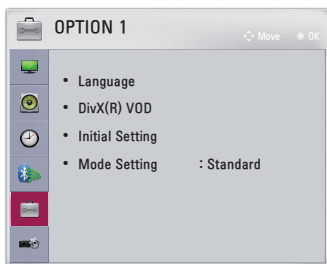 OPTION 1
Move OK
• Language
• DivX(R) VOD
• Initial Setting
• Mode Setting : Standard